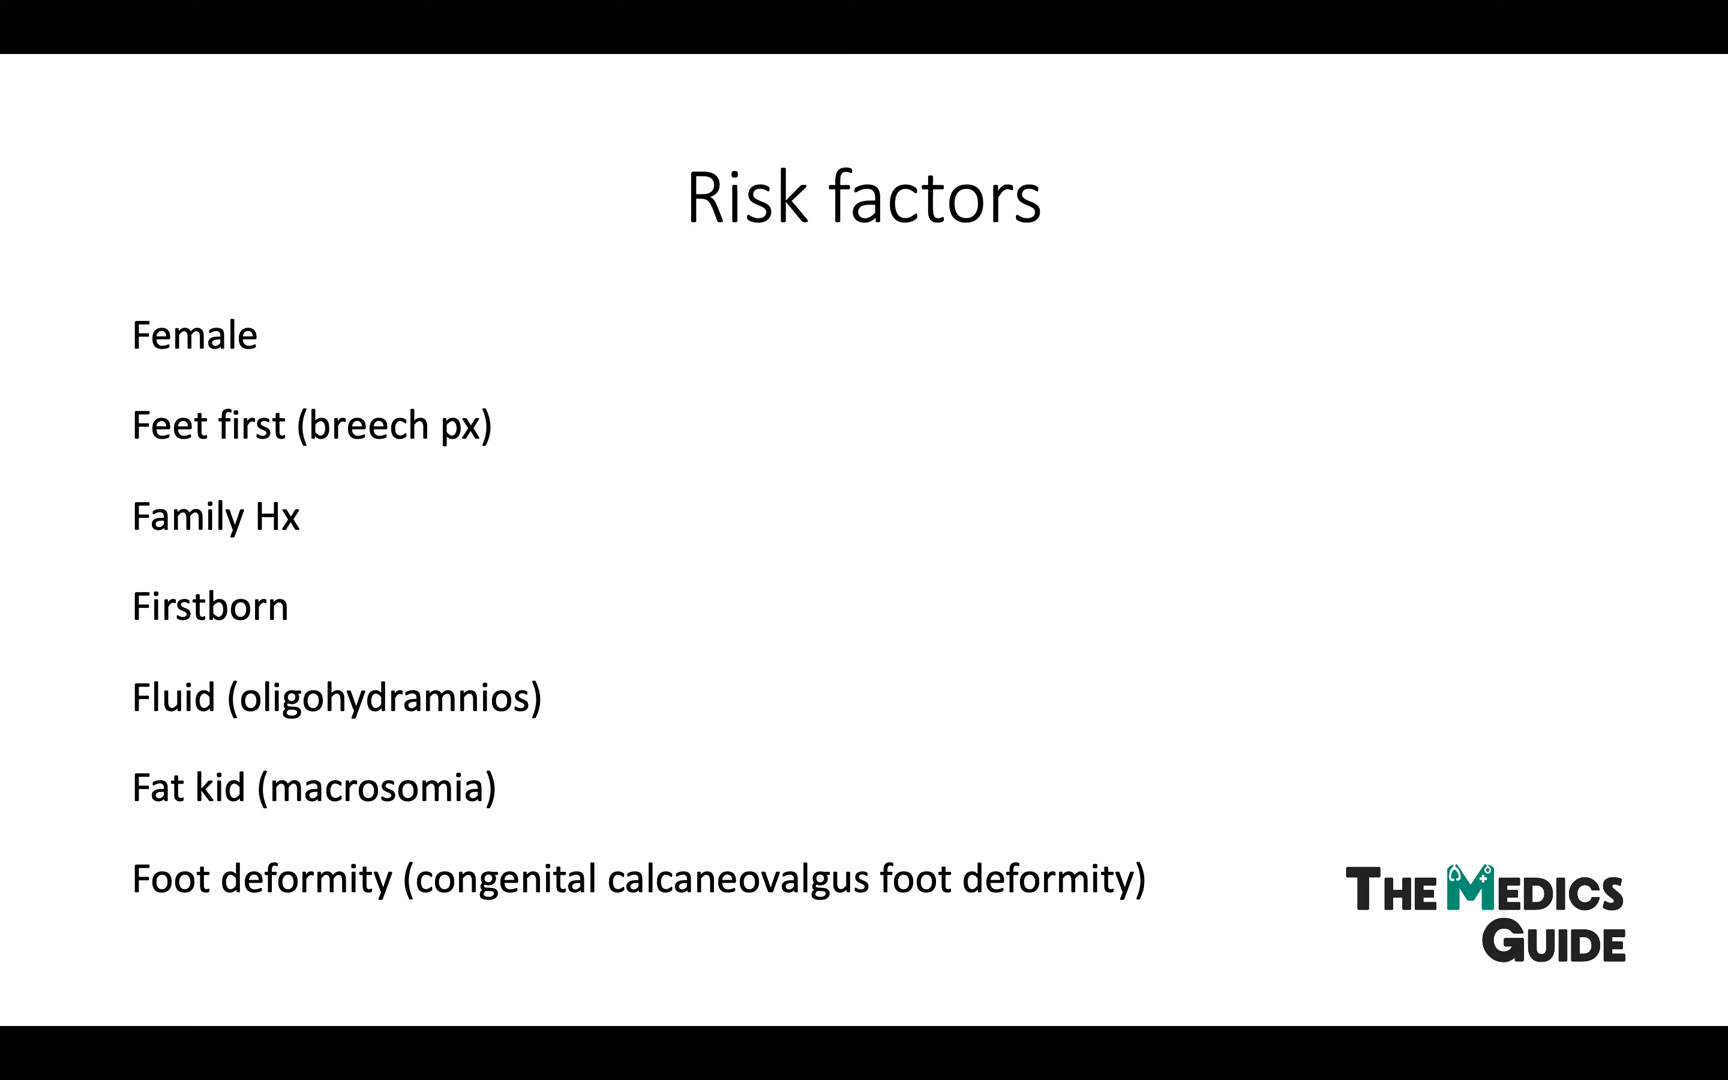 Risk factors
Female
Feet first (breech px)
Family Hx
Firstborn
Fluid (oligohydramnios)
Fat kid (macrosomia)
Foot deformity (congenital calcaneovalgus foot deformity)
THE MEDICS
GUIDE